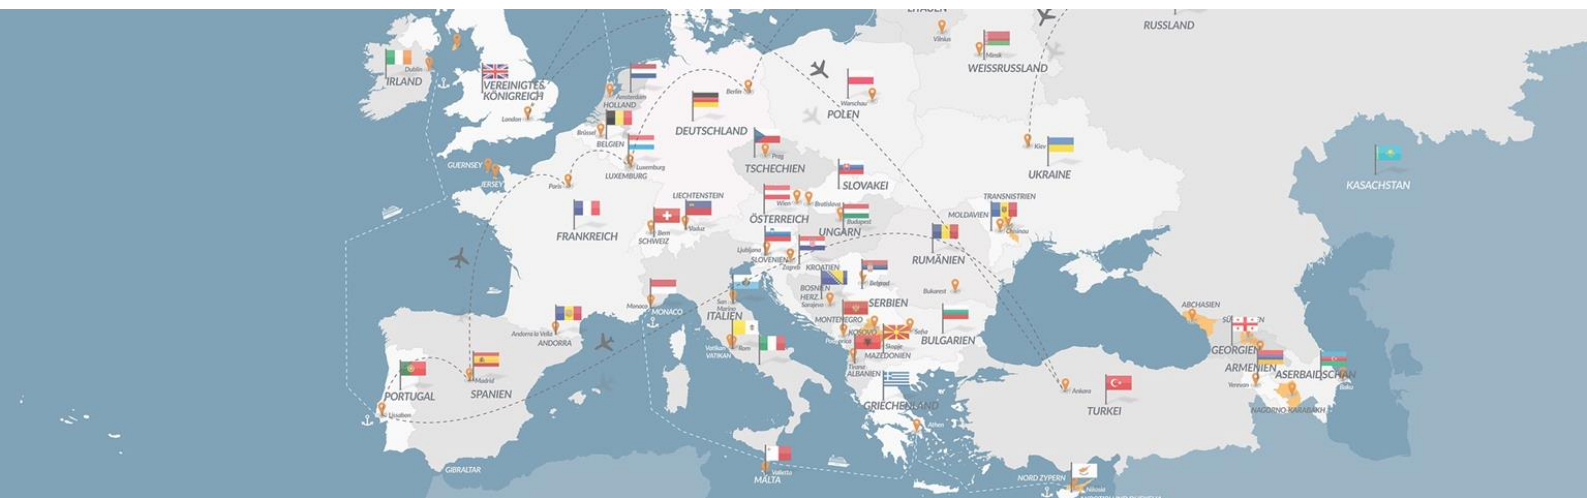 RUSSLAND
Vilnius
Minsk
WEISSRUSSLAND
Dublin
IRLAND
VEREINIGTES
KÖNIGREICH
London
Amsterdam
HOLLAND
Berlin
DEUTSCHLAND
Warschau
POLEN
Brüssel
BELGIEN
Luxemburg
LUXEMBURG
Prag
TSCHECHIEN
Kiev
UKRAINE
KASACHSTAN
GUERNSEY
JERSEY
Paris
FRANKREICH
SLOVAKEI
LIECHTENSTEIN
Vaduz
Bern
SCHWEIZ
Wien
Bratislava
ÖSTERREICH
Budapest
UNGARN
TRANSNISTRIEN
MOLDAVIEN
Chisinau
Ljubljana
SLOVENIEN
Zagreb
KROATIEN
RUMÄNIEN
Bukarest
BOSNIEN
HERZ.
Sarajevo
Belgrad
SERBIEN
Monaco
MONACO
San
Marino
ITALIEN
MONTENEGRO
KOSOVO
Sofia
BULGARIEN
Skopje
MAZEDONIEN
Tirana
ALBANIEN
Andorra la Vella
ANDORRA
Vatikan
VATIKAN
Rom
ABCHASIEN
GEORGIEN
ARMENIEN
Yerevan
ASERBAIDSCHAN
Baku
NAGORNO-KARABAKH
PORTUGAL
Lissabon
Madrid
SPANIEN
GRIECHENLAND
Athen
Ankara
TURKEI
GIBRALTAR
Valletta
MALTA
NORD ZYPERN
Nikosia